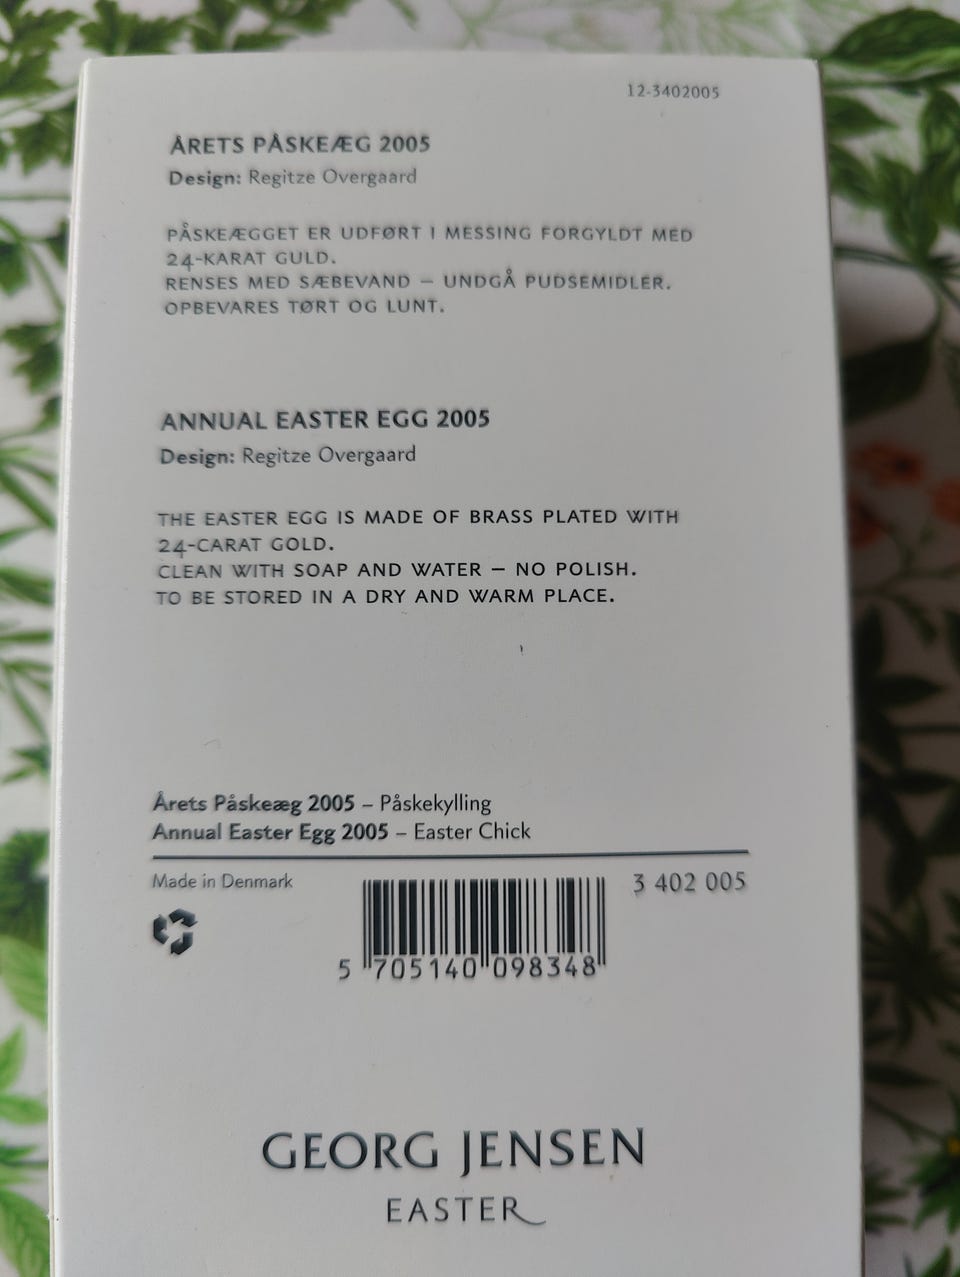 12-3402005
ÅRETS PÅSKEÆG 2005
Design: Regitze Overgaard
PÅSKEÆGGET ER UDFØRT I MESSING FORGYLDT MED
24-KARAT GULD.
RENSES MED SÆBEVAND – UNDGÅ PUDSEMIDLER.
OPBEVARES TØRT OG LUNT.
ANNUAL EASTER EGG 2005
Design: Regitze Overgaard
THE EASTER EGG IS MADE OF BRASS PLATED WITH
24-CARAT GOLD.
CLEAN WITH SOAP AND WATER – NO POLISH.
TO BE STORED IN A DRY AND WARM PLACE.
Årets Påskeæg 2005 – Påskekylling
Annual Easter Egg 2005 – Easter Chick
Made in Denmark
3 402 005
5 705140 098348
GEORG JENSEN
EASTER